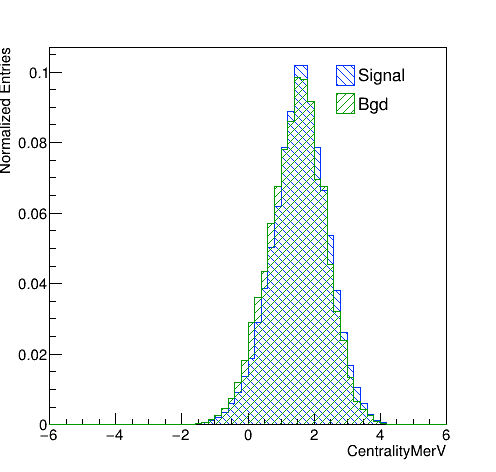 Normalized Entries
0.1
0.08
0.06
0.04
0.02
0
−6 −4 −2 0 2 4 6
CentralityMerV
Signal
Bgd